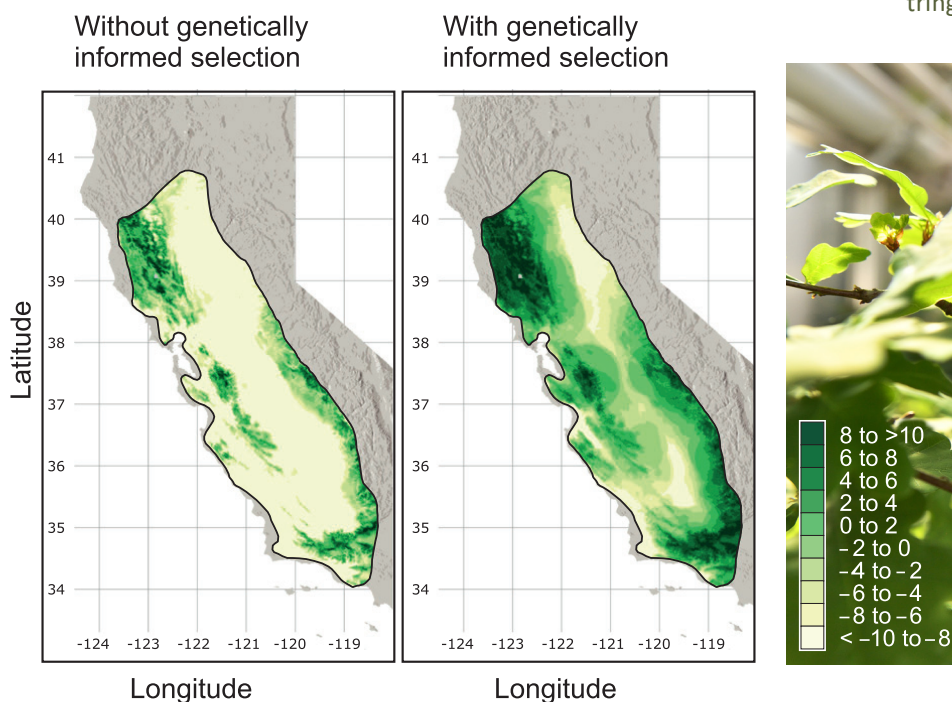 Without genetically
informed selection
With genetically
informed selection
Latitude
41
40
39
38
37
36
35
34
-124
-123
-122
-121
-120
-119
41
40
39
38
37
36
35
34
-124
-123
-122
-121
-120
-119
Longitude
Longitude
8 to >10
6 to 8
4 to 6
2 to 4
0 to 2
–2 to 0
–4 to –2
–6 to –4
–8 to –6
< –10 to –8